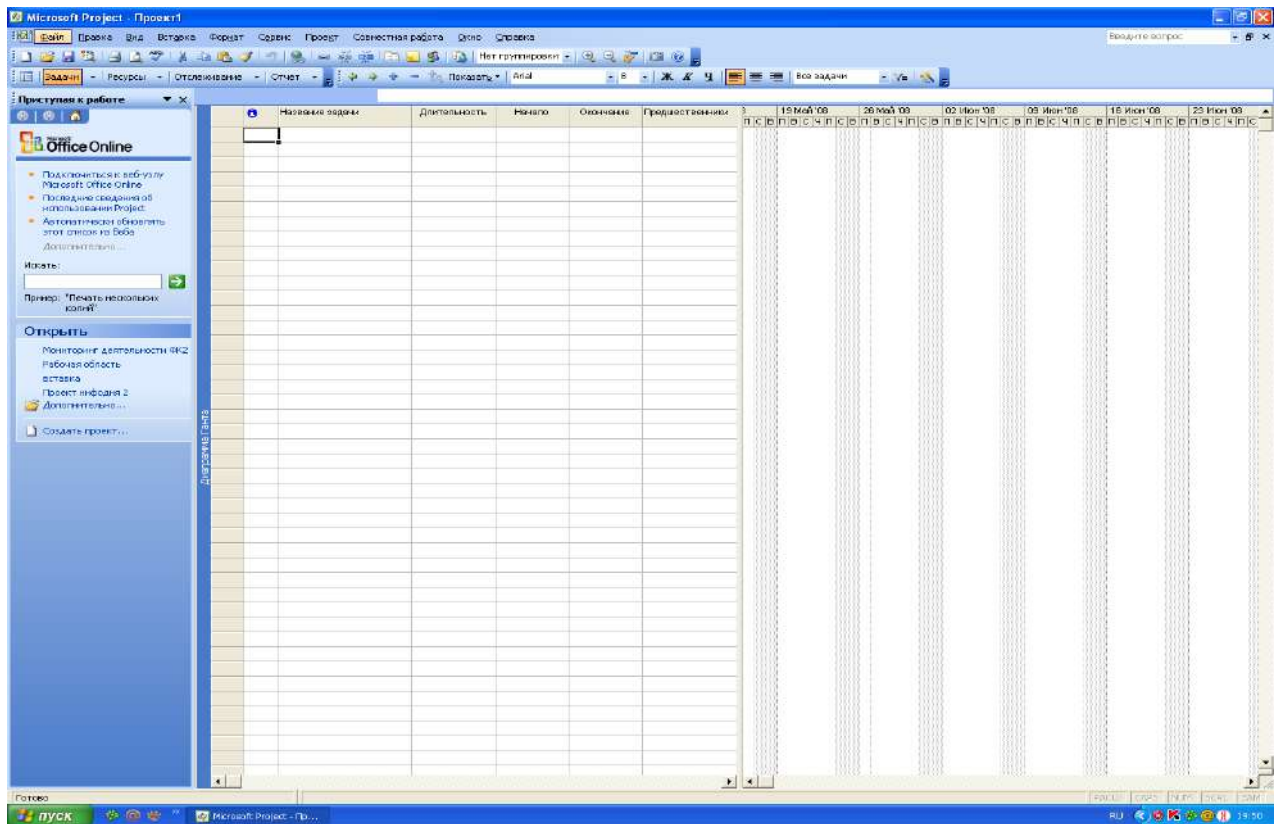 Microsoft Project - Проект1
Файл Правка Вид Вставка Формат Сервис Проект Совместная работа Окно Справка
Введите вопрос
Нет группировки
Задачи Ресурсы Отслеживание Отчет Показать Arial 8 Ж К Ч Все задачи
Приступая к работе
Microsoft
Office Online
Подключиться к веб-узлу
Microsoft Office Online
Последние сведения об
использовании Project
Автоматически обновлять
этот список из Веба
Дополнительно...
Искать:
Пример: "Печать нескольких
копий"
Открыть
Мониторинг деятельности ФК2
Рабочая область
вставка
Проект инфодня 2
Дополнительно...
Создать проект...
Диаграмма Ганта
Название задачи Длительность Начало Окончание Предшественники
19 Май '08 26 Май '08 02 Июн '08 09 Июн '08 16 Июн '08 23 Июн '08
П С В П В С Ч П С В П В С Ч П С В П В С Ч П С В П В С Ч П С В П В С Ч П С В П В С Ч П С
Готово
пуск
Microsoft Project - Пр...
RU
19:50